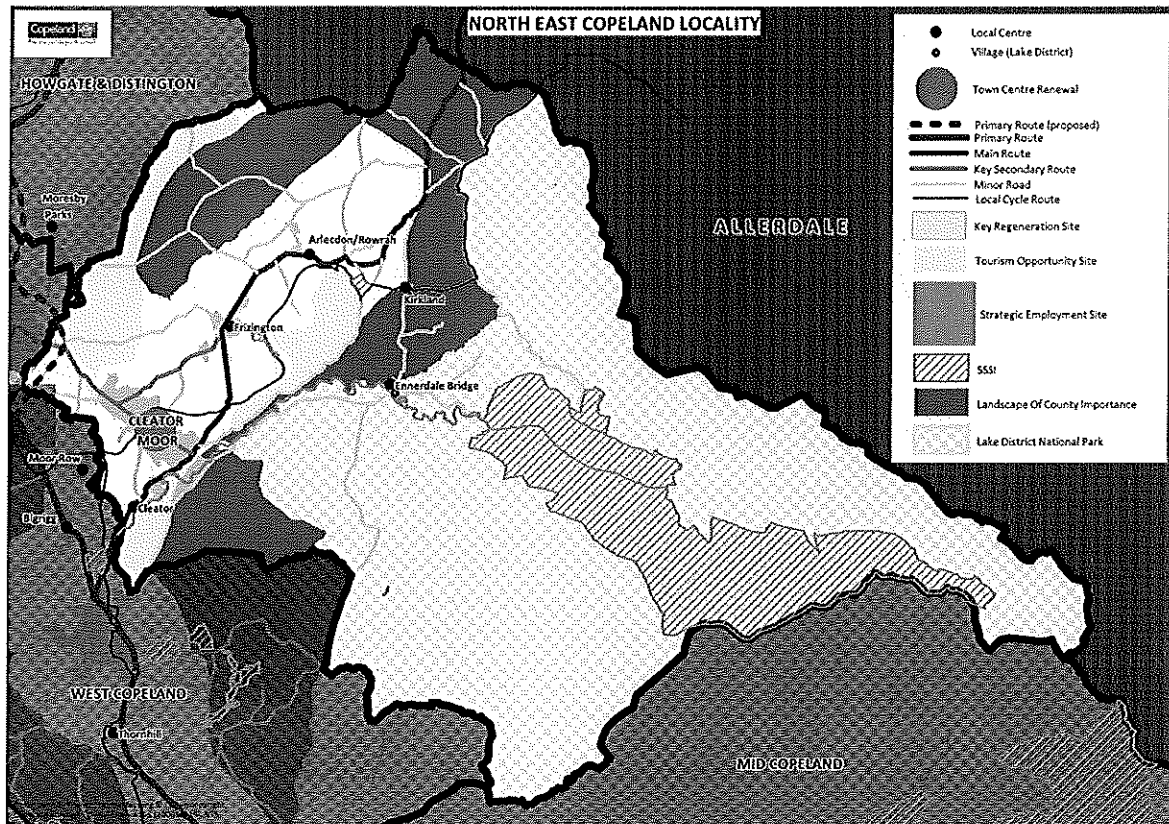 Copeland
NORTH EAST COPELAND LOCALITY
HOWGATE & DISTINGTON
Moresby
Parks
Arlecdon/Rowrah
Kirkland
Frizington
Ennerdale Bridge
CLEATOR
MOOR
Moor Row
Cleator
Bigrigg
WEST COPELAND
Thornhill
ALLERDALE
MID COPELAND
Local Centre
Village (Lake District)
Town Centre Renewal
Primary Route (proposed)
Primary Route
Main Route
Key Secondary Route
Minor Road
Local Cycle Route
Key Regeneration Site
Tourism Opportunity Site
Strategic Employment Site
SSSI
Landscape Of County Importance
Lake District National Park